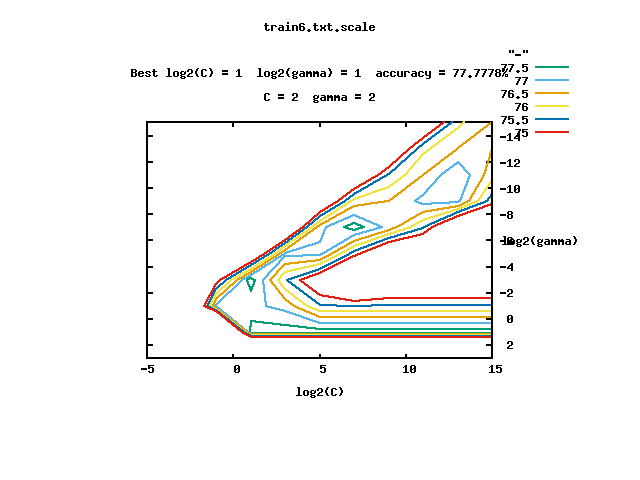 train6.txt.scale
"-"
Best log2(C) = 1  log2(gamma) = 1  accuracy = 77.7778%
77.5
77
C = 2  gamma = 2
76.5
76
75.5
75
-14
-12
-10
-8
-6
log2(gamma)
-4
-2
0
2
-5 0 5 10 15
log2(C)